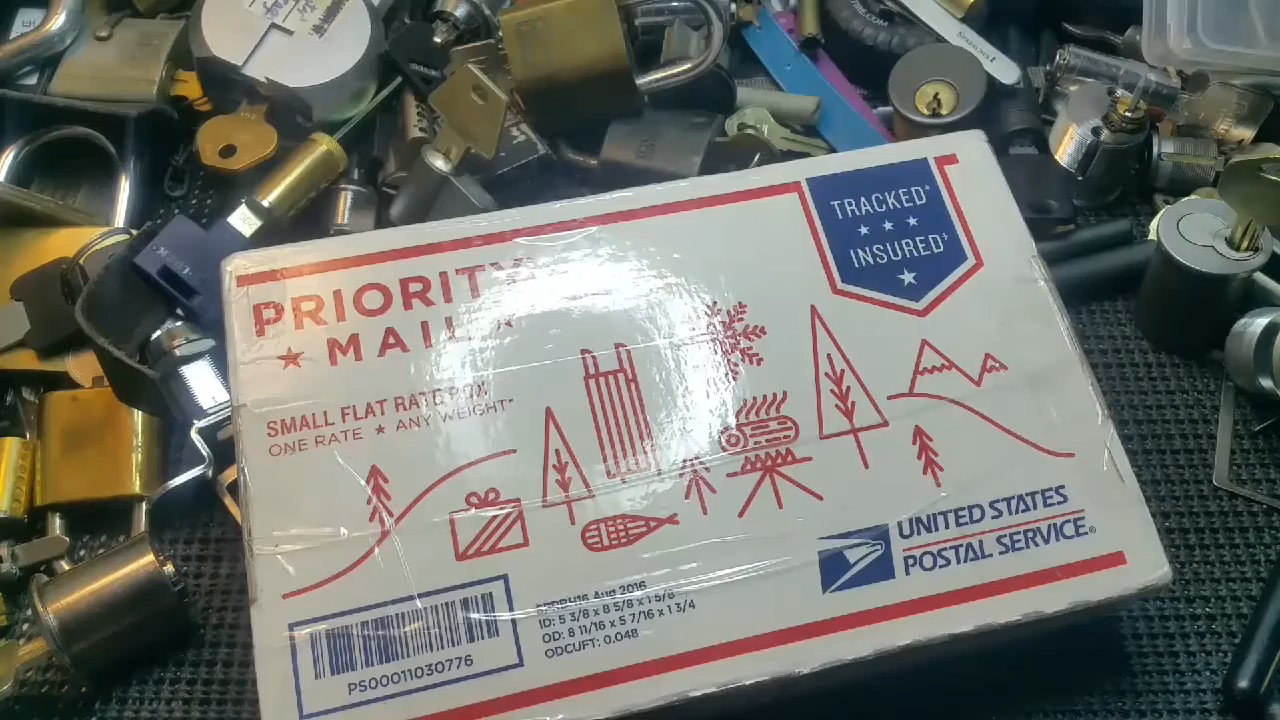 TRACKED*
INSURED†
PRIORITY
★ MAIL ★
SMALL FLAT RATE BOX
ONE RATE ★ ANY WEIGHT*
UNITED STATES
POSTAL SERVICE®
Aug 2016
ID: 5 3/8 x 8 5/8 x 1 5/8
OD: 8 11/16 x 5 7/16 x 1 3/4
ODCUFT: 0.048
PS00011030776